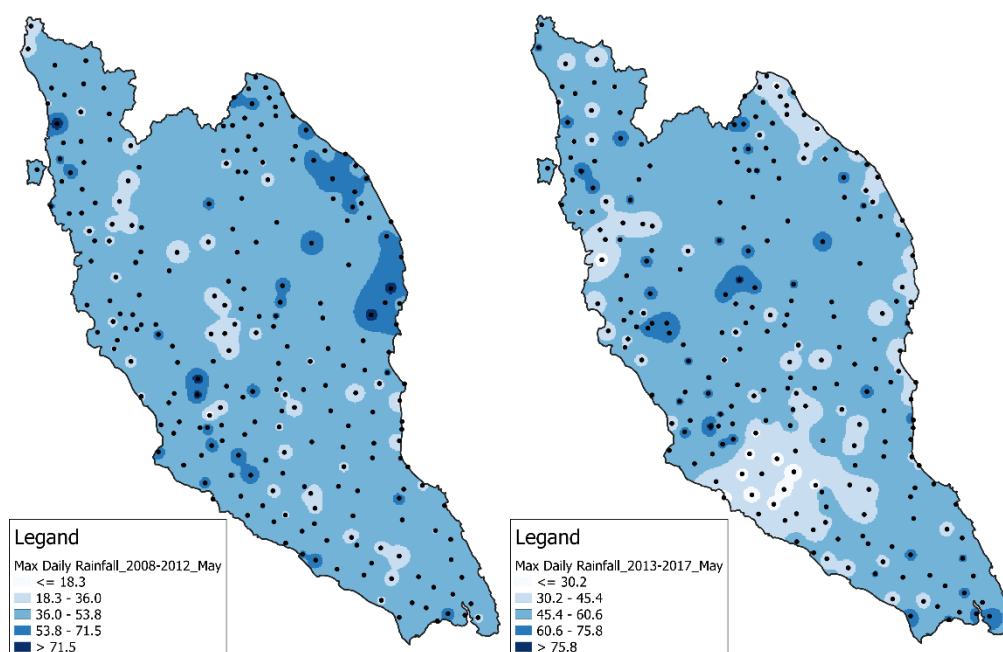 Legand
Max Daily Rainfall_2008-2012_May
<= 18.3
18.3 - 36.0
36.0 - 53.8
53.8 - 71.5
> 71.5
Legand
Max Daily Rainfall_2013-2017_May
<= 30.2
30.2 - 45.4
45.4 - 60.6
60.6 - 75.8
> 75.8